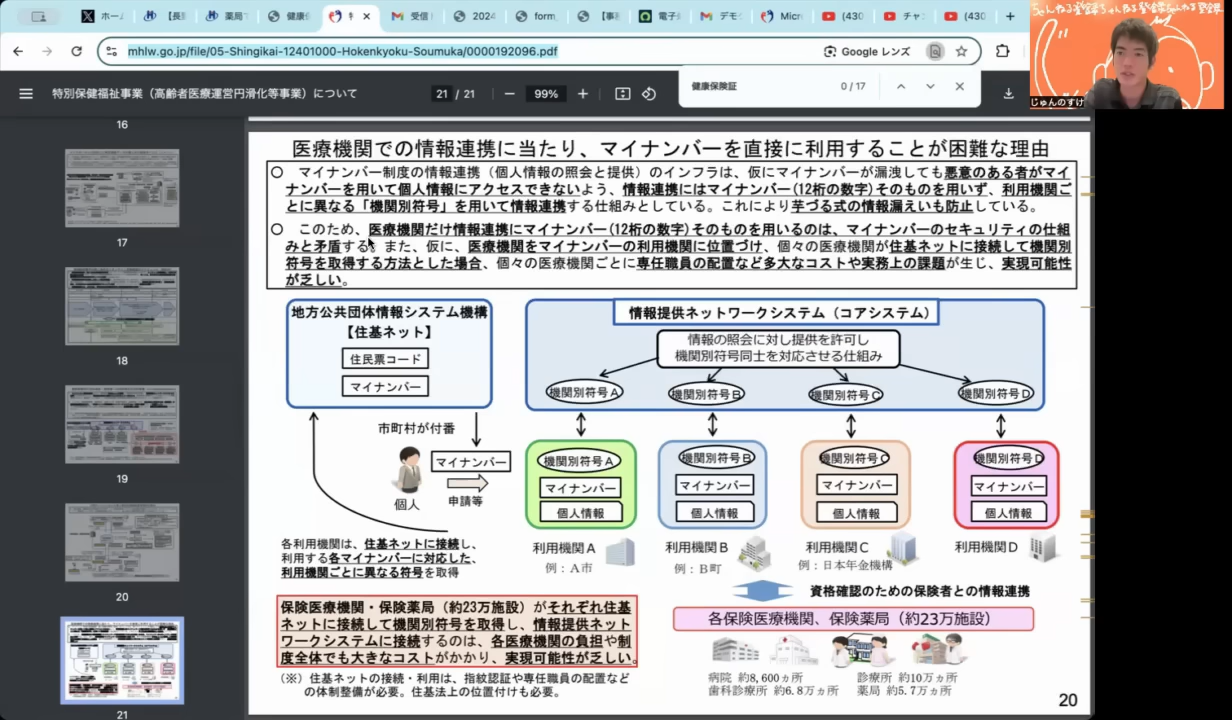 ホー
【長
薬局
健康
受信
2024
form
【事
電子
デモ
Micr
(430
チャ
(430
mhlw.go.jp/file/05-Shingikai-12401000-Hokenkyoku-Soumuka/0000192096.pdf
Google レンズ
特別保健福祉事業（高齢者医療運営円滑化等事業）について
21 / 21
99%
健康保険証
0/17
じゅんのすけ
16
17
18
19
20
21
医療機関での情報連携に当たり、マイナンバーを直接に利用することが困難な理由
○ マイナンバー制度の情報連携（個人情報の照会と提供）のインフラは、仮にマイナンバーが漏洩しても悪意のある者がマイ
ナンバーを用いて個人情報にアクセスできないよう、情報連携にはマイナンバー(12桁の数字)そのものを用いず、利用機関ご
とに異なる「機関別符号」を用いて情報連携する仕組みとしている。これにより芋づる式の情報漏えいも防止している。
○ このため、医療機関だけ情報連携にマイナンバー(12桁の数字)そのものを用いるのは、マイナンバーのセキュリティの仕組
みと矛盾する。また、仮に、医療機関をマイナンバーの利用機関に位置づけ、個々の医療機関が住基ネットに接続して機関別
符号を取得する方法とした場合、個々の医療機関ごとに専任職員の配置など多大なコストや実務上の課題が生じ、実現可能性
が乏しい。
地方公共団体情報システム機構
【住基ネット】
住民票コード
マイナンバー
情報提供ネットワークシステム（コアシステム）
情報の照会に対し提供を許可し
機関別符号同士を対応させる仕組み
機関別符号A
機関別符号B
機関別符号C
機関別符号D
市町村が付番
マイナンバー
個人
申請等
機関別符号A
マイナンバー
個人情報
機関別符号B
マイナンバー
個人情報
機関別符号C
マイナンバー
個人情報
機関別符号D
マイナンバー
個人情報
各利用機関は、住基ネットに接続し、
利用する各マイナンバーに対応した、
利用機関ごとに異なる符号を取得
利用機関A
例：A市
利用機関B
例：B町
利用機関C
例：日本年金機構
利用機関D
資格確認のための保険者との情報連携
保険医療機関・保険薬局（約23万施設）がそれぞれ住基
ネットに接続して機関別符号を取得し、情報提供ネット
ワークシステムに接続するのは、各医療機関の負担や制
度全体でも大きなコストがかかり、実現可能性が乏しい。
（※）住基ネットの接続・利用は、指紋認証や専任職員の配置など
の体制整備が必要。住基法上の位置付けも必要。
各保険医療機関、保険薬局（約23万施設）
病院 約8,600ヵ所
診療所 約10万ヵ所
歯科診療所 約6.8万ヵ所
薬局 約5.7万ヵ所
20